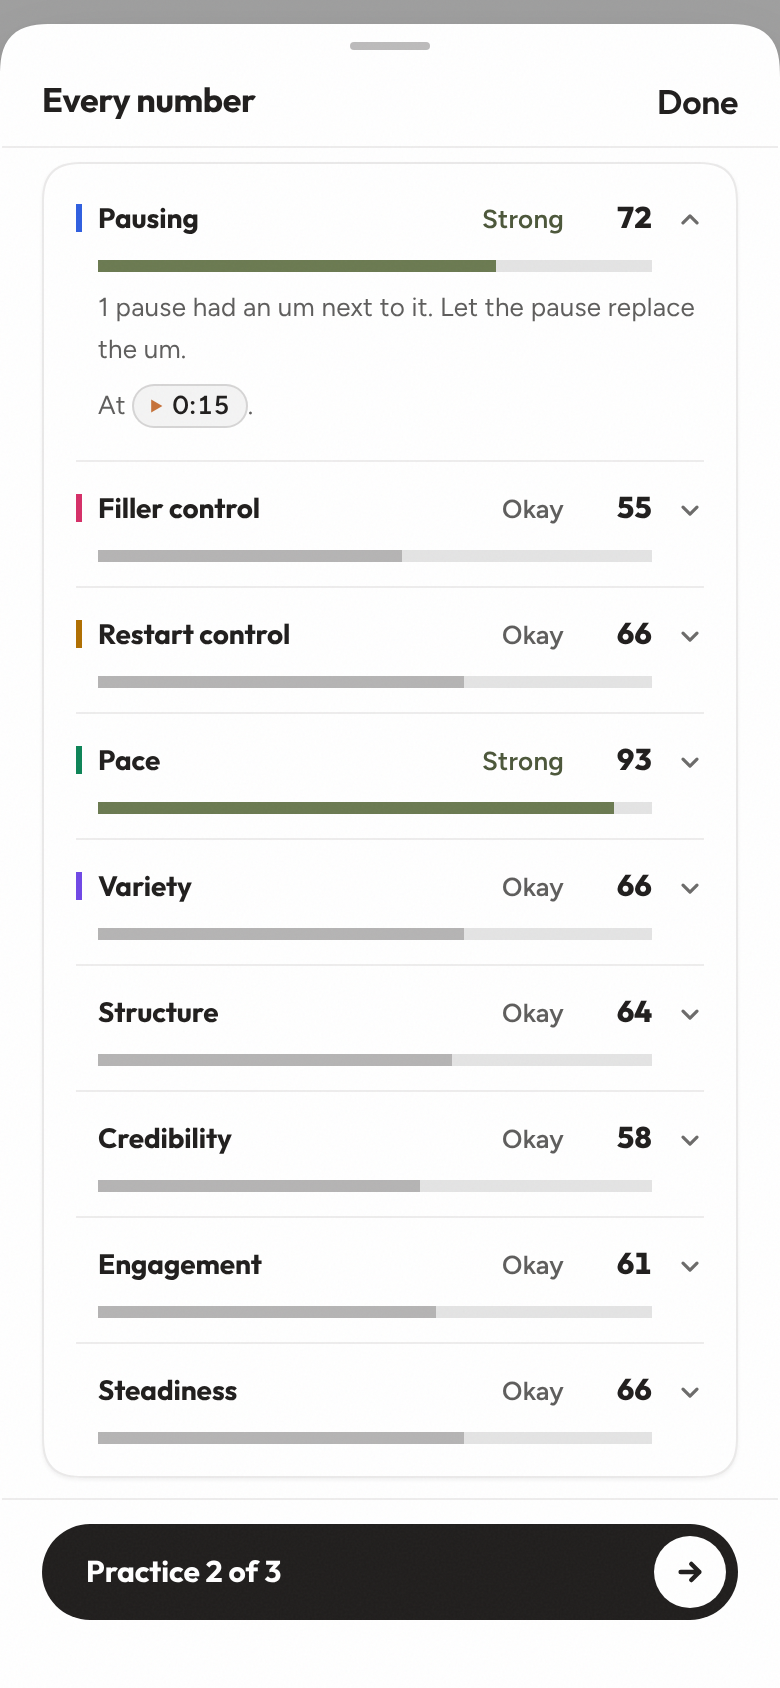 Every number
Done
Pausing Strong 72
1 pause had an um next to it. Let the pause replace
the um.
At 0:15.
Filler control Okay 55
Restart control Okay 66
Pace Strong 93
Variety Okay 66
Structure Okay 64
Credibility Okay 58
Engagement Okay 61
Steadiness Okay 66
Practice 2 of 3